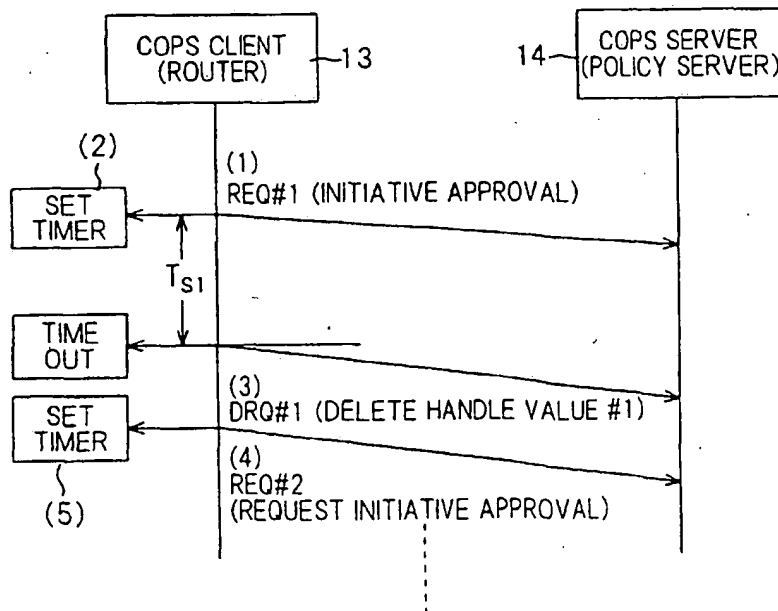 COPS CLIENT
(ROUTER)
13
14
COPS SERVER
(POLICY SERVER)
(1)
REQ#1 (INITIATIVE APPROVAL)
(2)
SET
TIMER
TS1
TIME
OUT
(3)
DRQ#1 (DELETE HANDLE VALUE #1)
SET
TIMER
(4)
REQ#2
(REQUEST INITIATIVE APPROVAL)
(5)